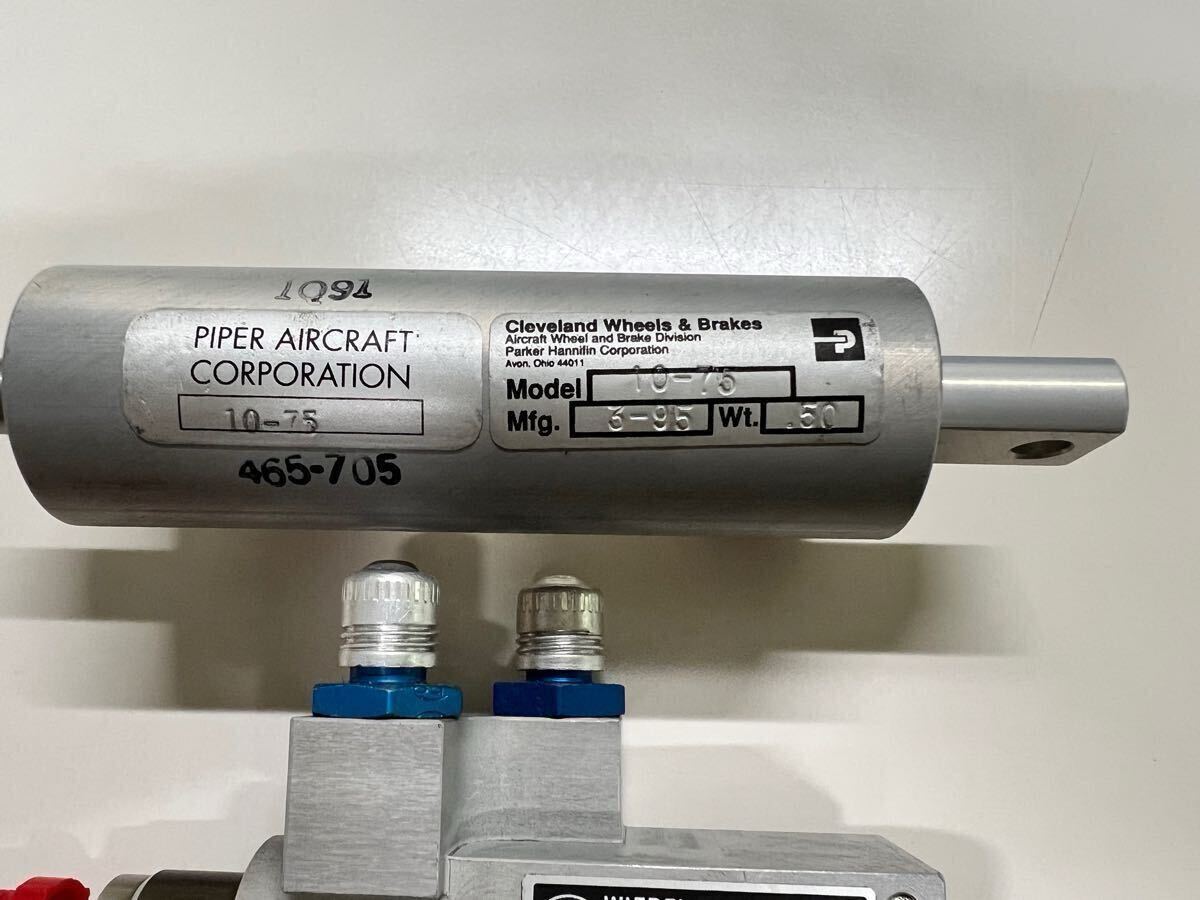 1091
PIPER AIRCRAFT
CORPORATION
10-75
465-705
Cleveland Wheels & Brakes
Aircraft Wheel and Brake Division
Parker Hannifin Corporation
Avon, Ohio 44011
Model 10-75
Mfg. 3-95 Wt. .50